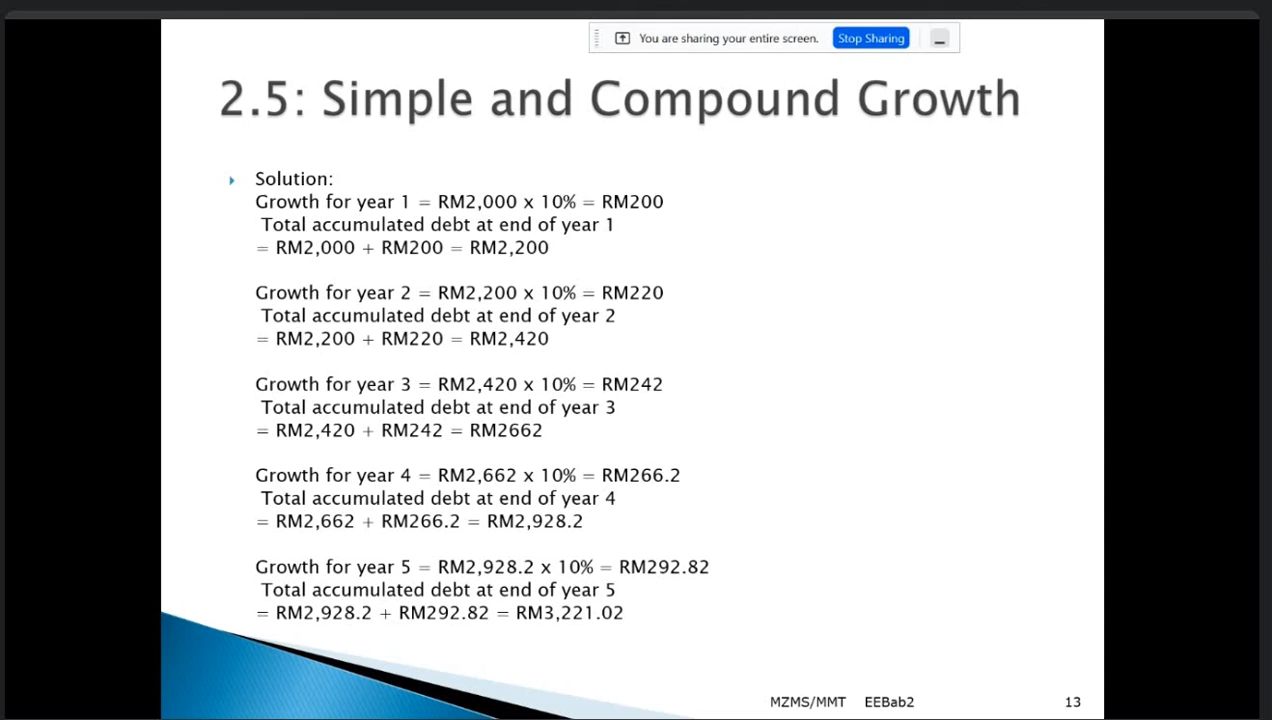 You are sharing your entire screen. Stop Sharing
2.5: Simple and Compound Growth
Solution:
Growth for year 1 = RM2,000 x 10% = RM200
Total accumulated debt at end of year 1
= RM2,000 + RM200 = RM2,200
Growth for year 2 = RM2,200 x 10% = RM220
Total accumulated debt at end of year 2
= RM2,200 + RM220 = RM2,420
Growth for year 3 = RM2,420 x 10% = RM242
Total accumulated debt at end of year 3
= RM2,420 + RM242 = RM2662
Growth for year 4 = RM2,662 x 10% = RM266.2
Total accumulated debt at end of year 4
= RM2,662 + RM266.2 = RM2,928.2
Growth for year 5 = RM2,928.2 x 10% = RM292.82
Total accumulated debt at end of year 5
= RM2,928.2 + RM292.82 = RM3,221.02
MZMS/MMT EEBab2 13